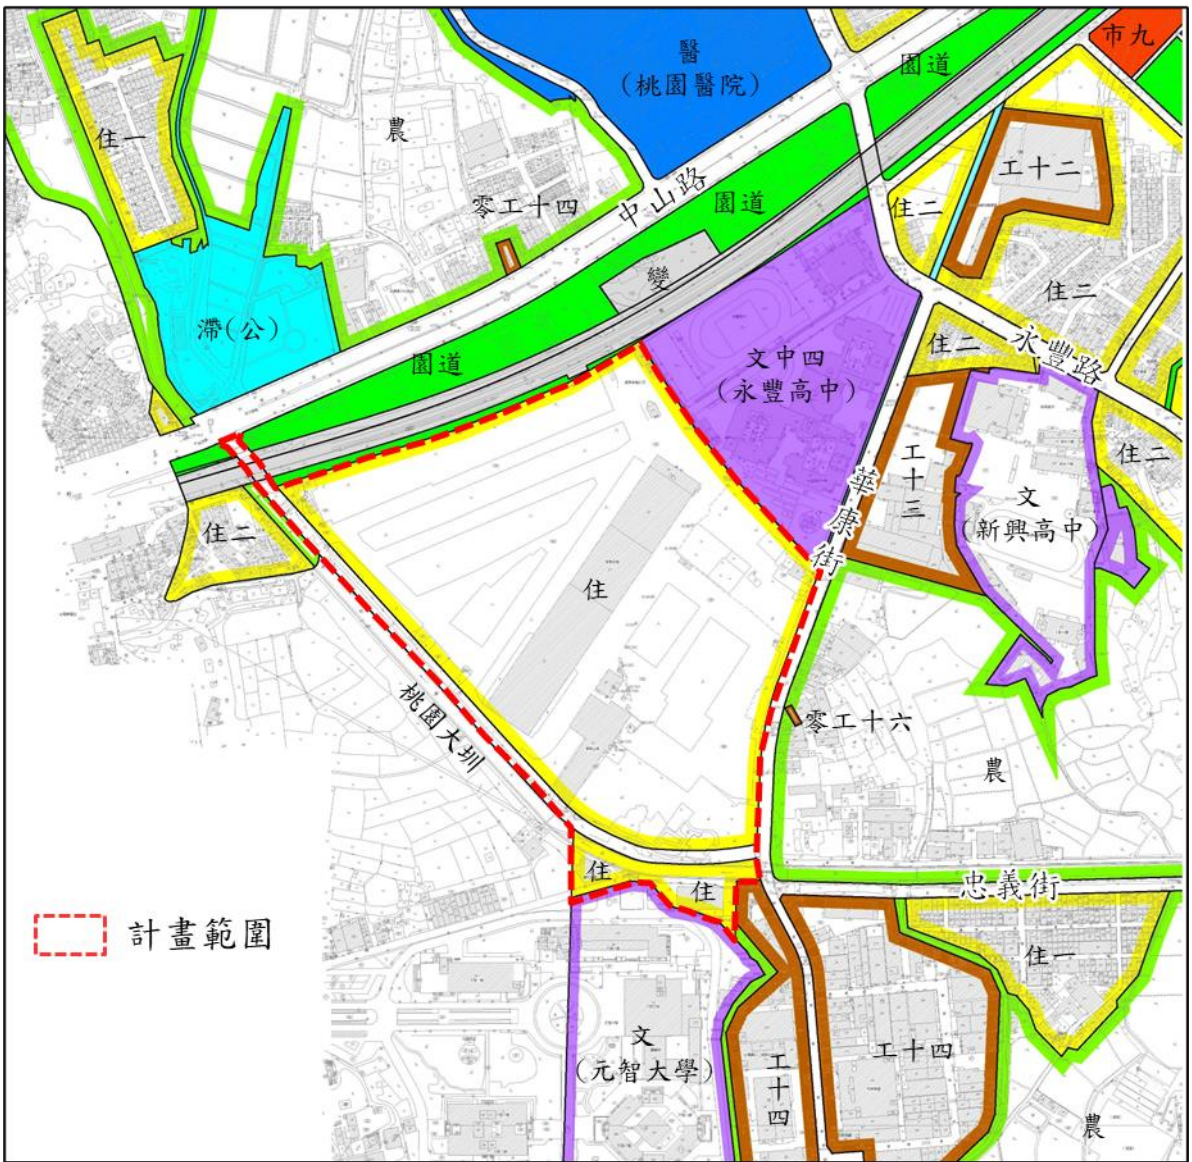 市九
醫
(桃園醫院)
園道
農
住一
工十二
中山路
園道
零工十四
住二
變
住二
滯(公)
園道
文中四
(永豐高中)
住二
永豐路
住二
工十三
華康街
文
(新興高中)
住二
住
桃園大圳
零工十六
農
住
住
忠義街
計畫範圍
住一
文
(元智大學)
工十四
工十四
農